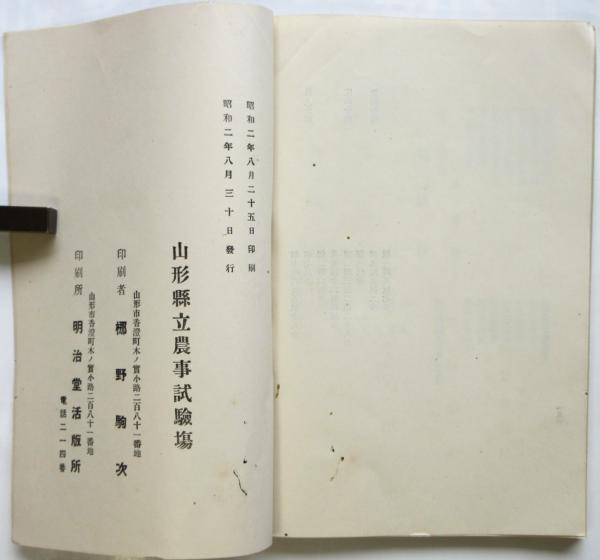 昭和二年八月二十五日印刷
昭和二年八月三十日發行
山形縣立農事試驗塲
山形市香澄町木ノ實小路二百八十一番地
印刷者 梛野駒次
山形市香澄町木ノ實小路二百八十一番地
印刷所 明治堂活版所
電話二一四番